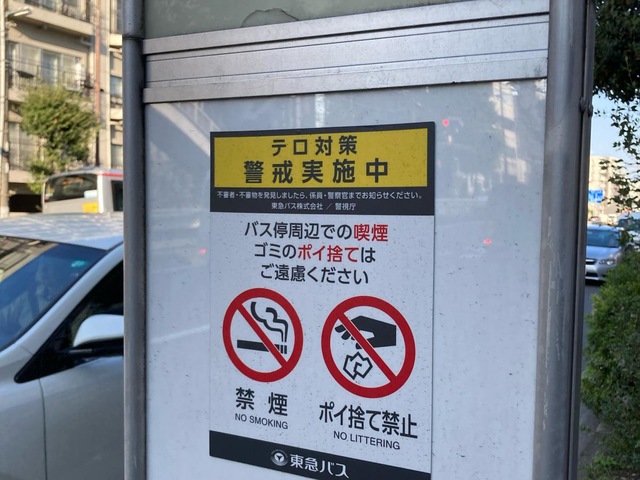 テロ対策
警戒実施中
不審者・不審物を発見しましたら、係員・警察官までお知らせください。
東急バス株式会社 ／ 警視庁
バス停周辺での喫煙
ゴミのポイ捨ては
ご遠慮ください
禁煙
NO SMOKING
ポイ捨て禁止
NO LITTERING
東急バス